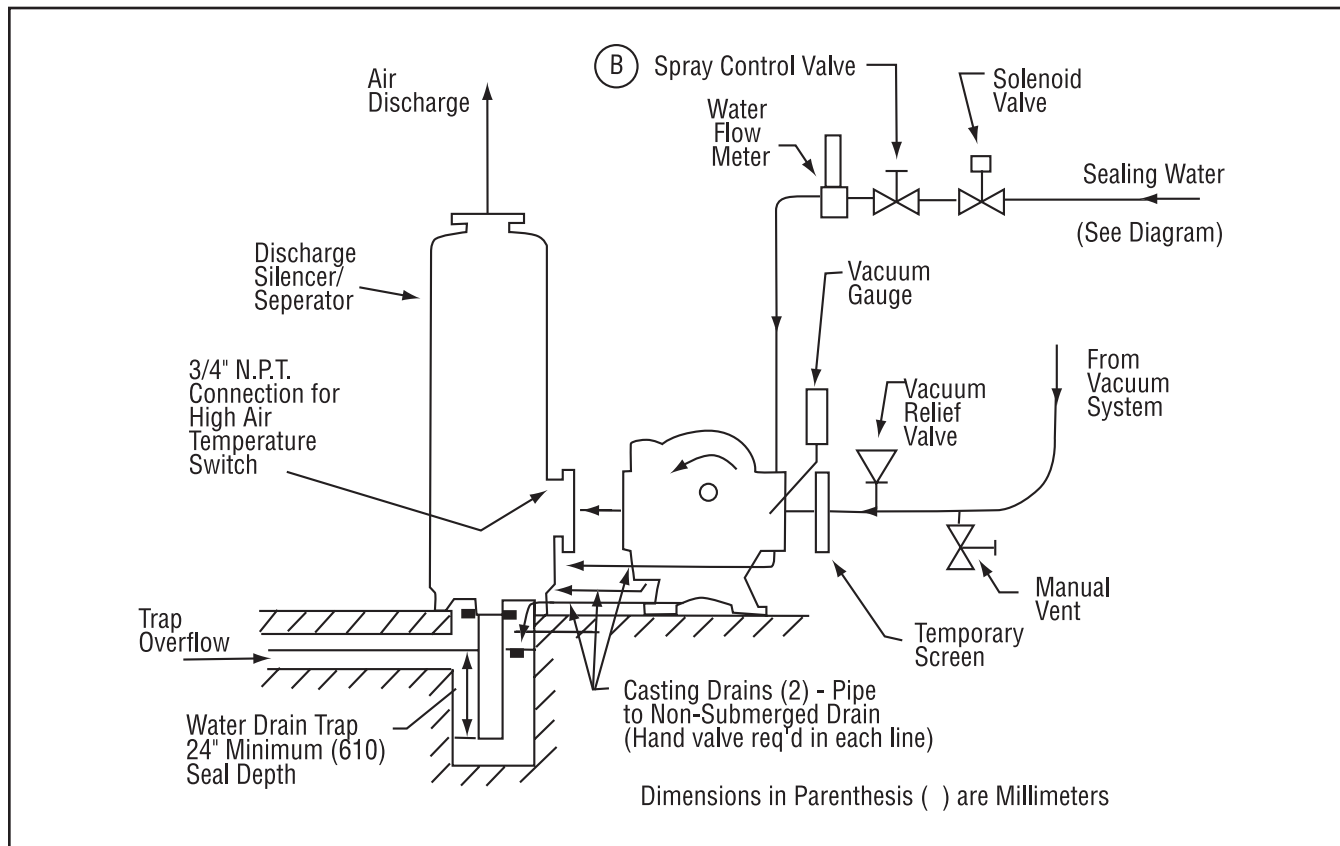 B
Spray Control Valve
Solenoid
Valve
Air
Discharge
Water
Flow
Meter
Sealing Water
(See Diagram)
Discharge
Silencer/
Seperator
Vacuum
Gauge
3/4" N.P.T.
Connection for
High Air
Temperature
Switch
Vacuum
Relief
Valve
From
Vacuum
System
Manual
Vent
Temporary
Screen
Trap
Overflow
Water Drain Trap
24" Minimum (610)
Seal Depth
Casting Drains (2) - Pipe
to Non-Submerged Drain
(Hand valve req'd in each line)
Dimensions in Parenthesis ( ) are Millimeters